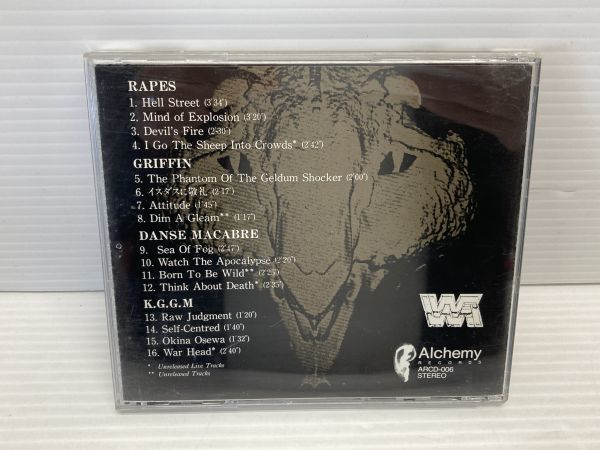 RAPES
1. Hell Street (3'34")
2. Mind of Explosion (3'20")
3. Devil's Fire (2'30")
4. I Go The Sheep Into Crowds* (2'42")
GRIFFIN
5. The Phantom Of The Geldum Shocker (2'00")
6. イスダスに敬礼 (2'17")
7. Attitude (1'45")
8. Dim A Gleam** (1'17")
DANSE MACABRE
9. Sea Of Fog (2'47")
10. Watch The Apocalypse (2'20")
11. Born To Be Wild** (2'25")
12. Think About Death* (2'35")
K.G.G.M
13. Raw Judgment (1'20")
14. Self-Centred (1'40")
15. Okina Osewa (1'32")
16. War Head* (2'40")
* Unreleased Live Tracks
** Unreleased Tracks
Alchemy
RECORDS
ARCD-006
STEREO